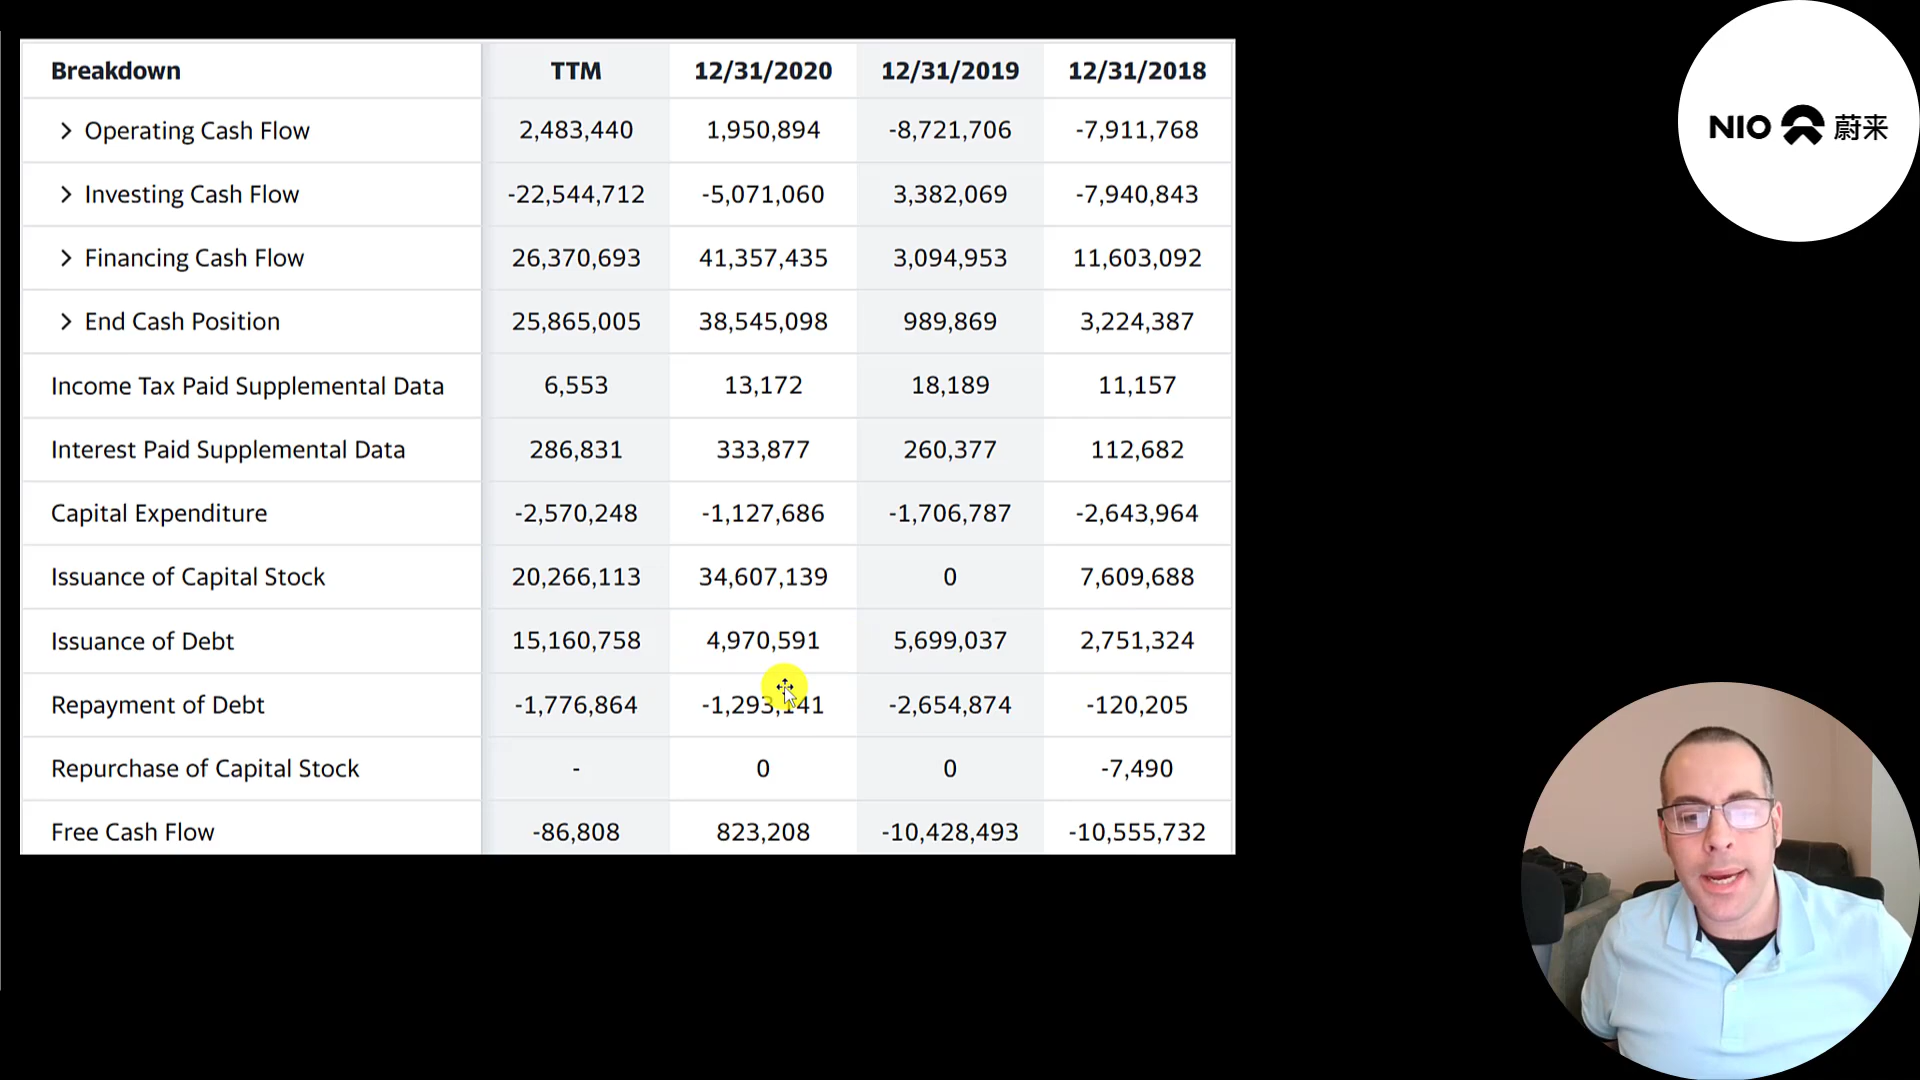 Breakdown TTM 12/31/2020 12/31/2019 12/31/2018
Operating Cash Flow 2,483,440 1,950,894 -8,721,706 -7,911,768
Investing Cash Flow -22,544,712 -5,071,060 3,382,069 -7,940,843
Financing Cash Flow 26,370,693 41,357,435 3,094,953 11,603,092
End Cash Position 25,865,005 38,545,098 989,869 3,224,387
Income Tax Paid Supplemental Data 6,553 13,172 18,189 11,157
Interest Paid Supplemental Data 286,831 333,877 260,377 112,682
Capital Expenditure -2,570,248 -1,127,686 -1,706,787 -2,643,964
Issuance of Capital Stock 20,266,113 34,607,139 0 7,609,688
Issuance of Debt 15,160,758 4,970,591 5,699,037 2,751,324
Repayment of Debt -1,776,864 -1,293,141 -2,654,874 -120,205
Repurchase of Capital Stock - 0 0 -7,490
Free Cash Flow -86,808 823,208 -10,428,493 -10,555,732
NIO 蔚来